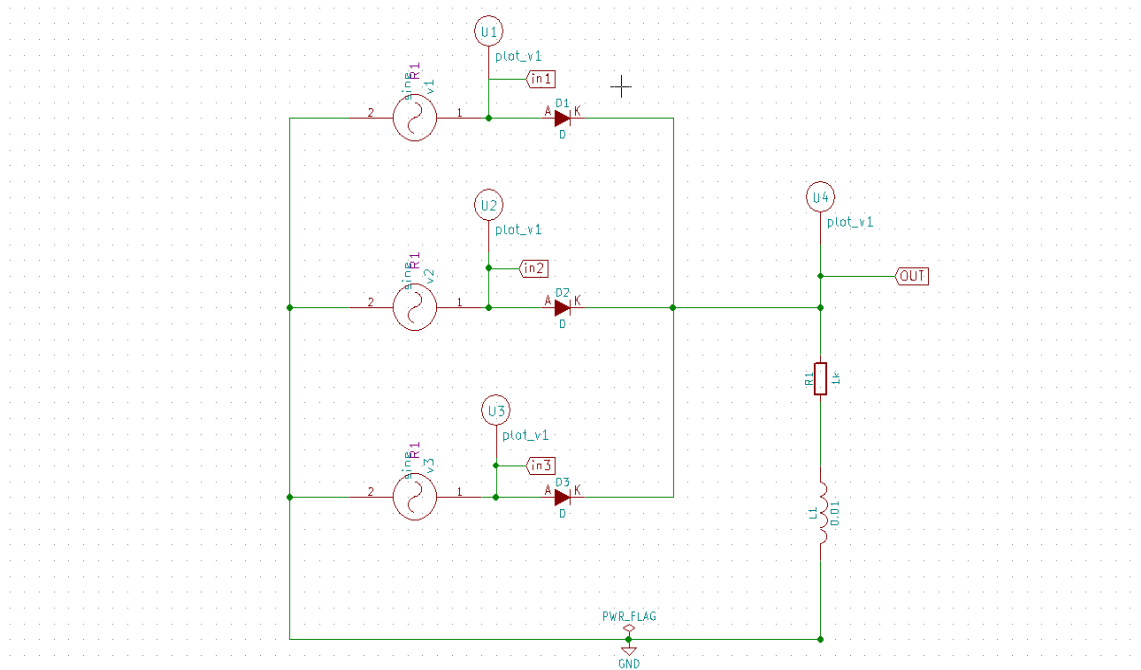 U1
plot_v1
in1
sine
R1
v1
2
1
D1
A
K
D
U2
plot_v1
in2
sine
R1
v2
2
1
D2
A
K
D
U4
plot_v1
OUT
R1
1k
U3
plot_v1
in3
sine
R1
v3
2
1
D3
A
K
D
L1
0.01
PWR_FLAG
GND